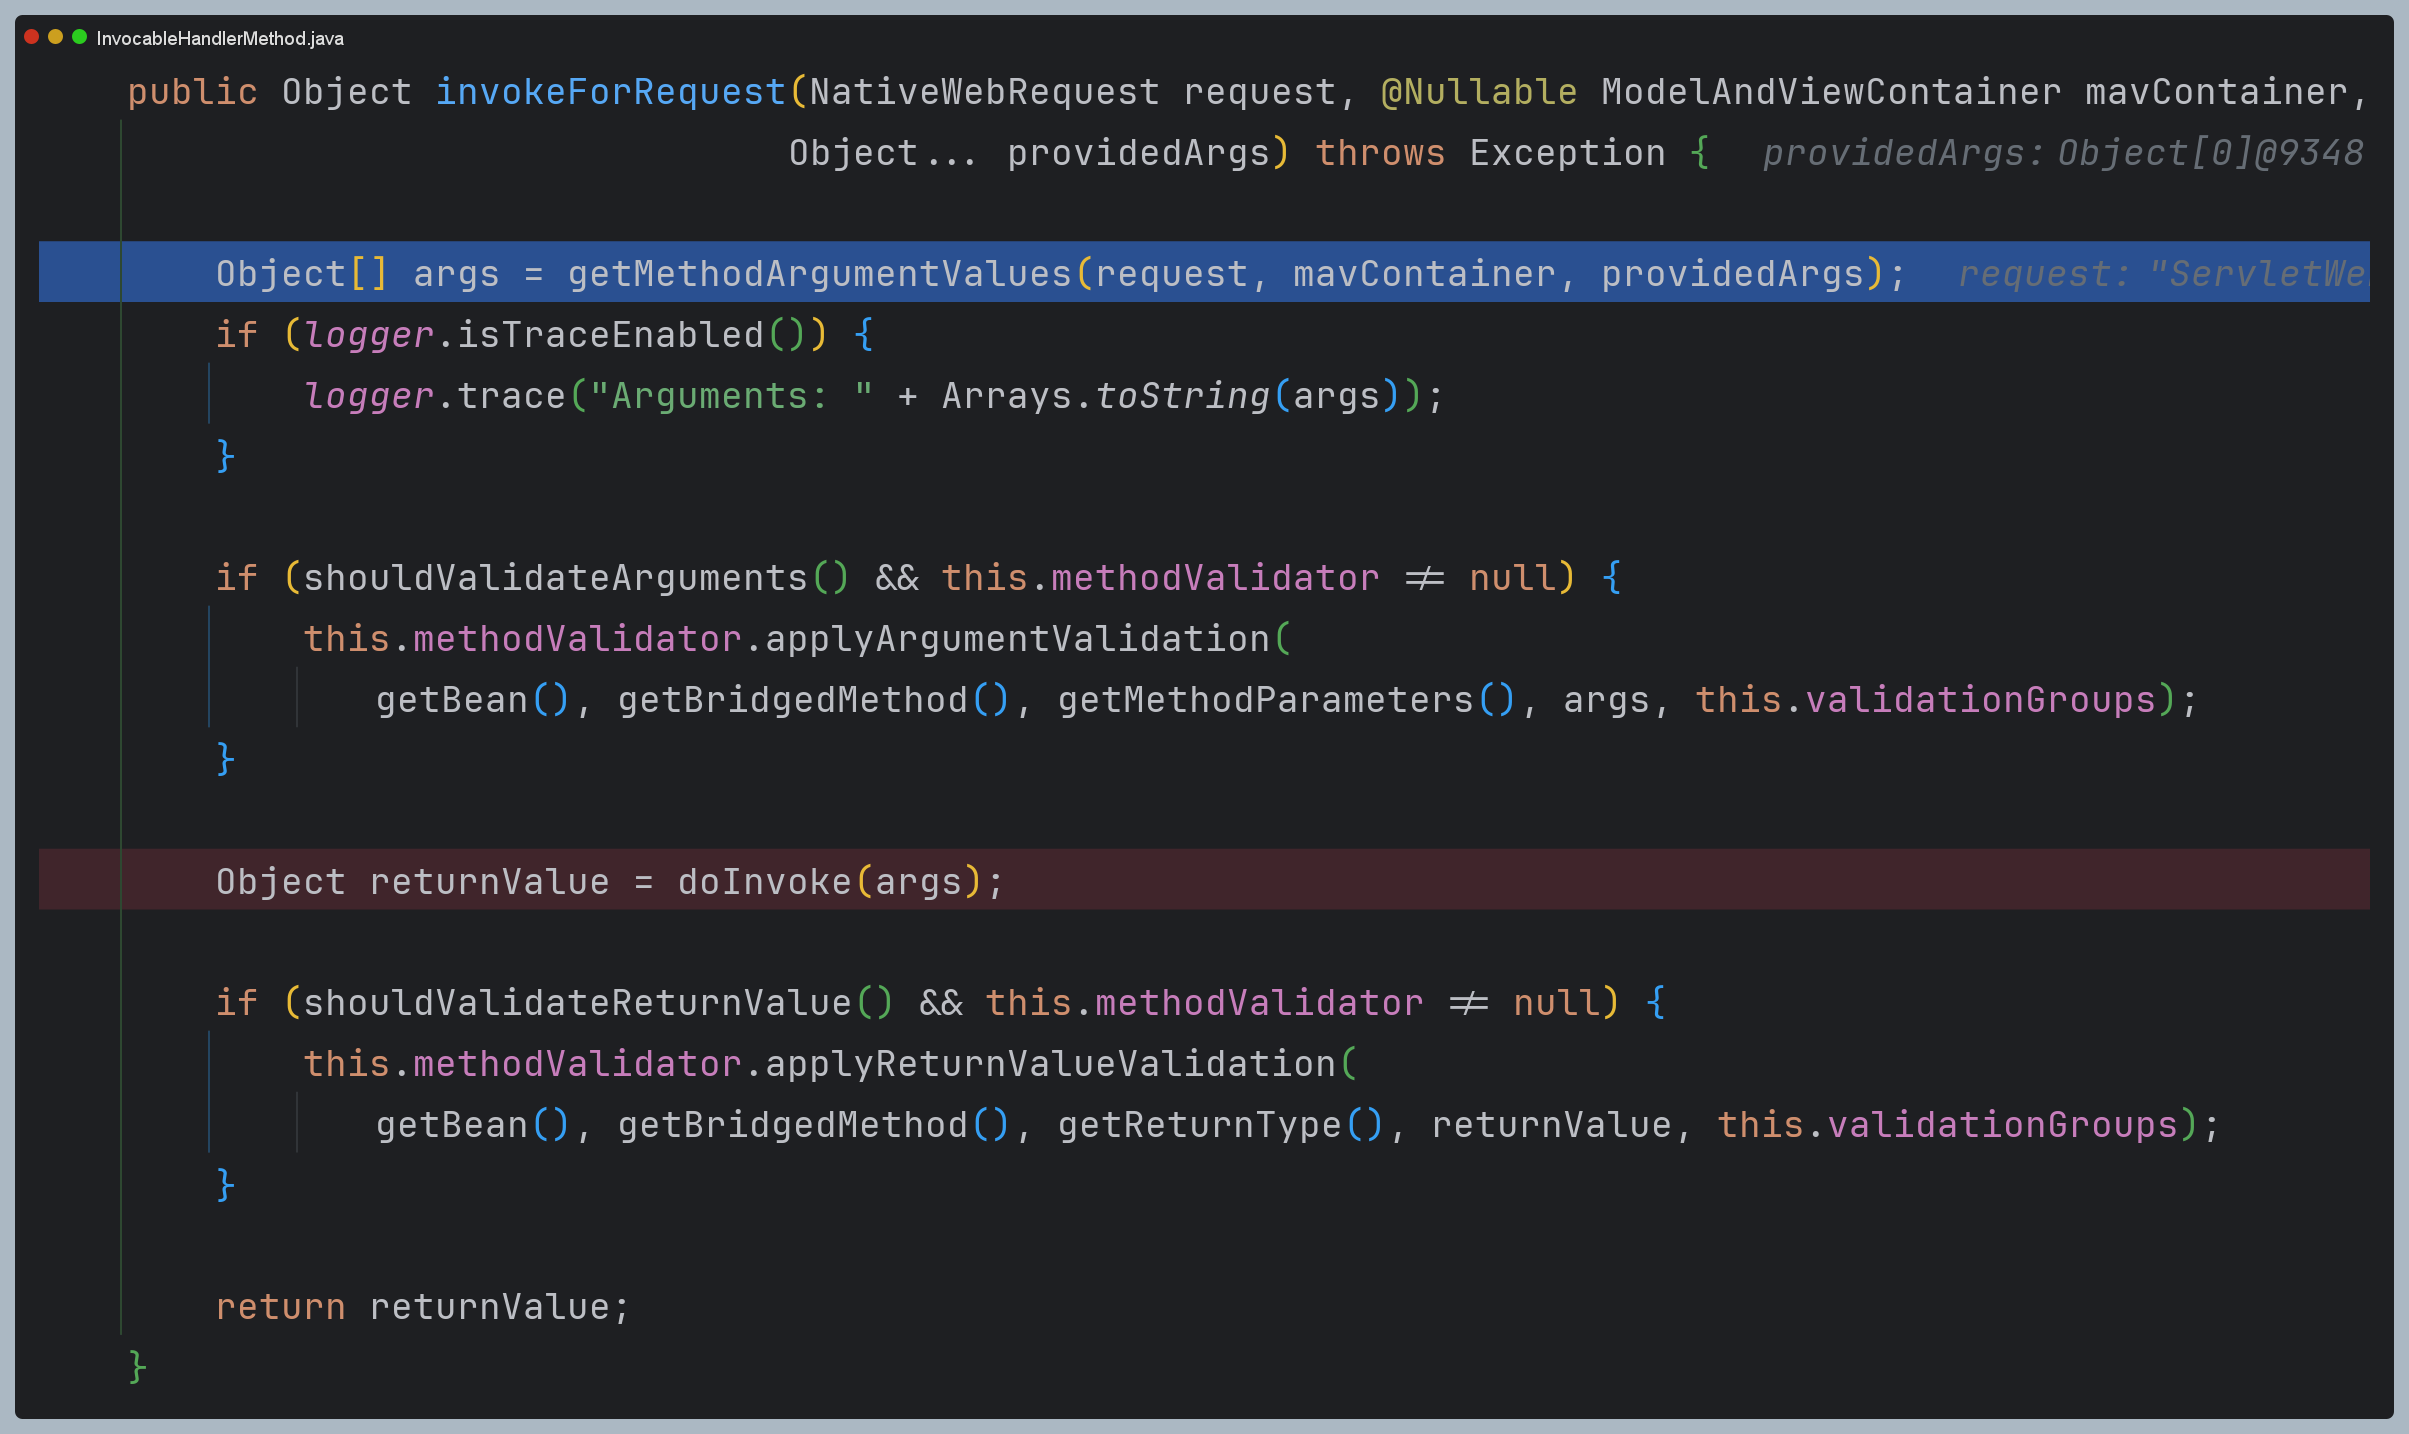 InvocableHandlerMethod.java
public Object invokeForRequest(NativeWebRequest request, @Nullable ModelAndViewContainer mavContainer,
Object... providedArgs) throws Exception { providedArgs: Object[0]@9348
Object[] args = getMethodArgumentValues(request, mavContainer, providedArgs); request: "ServletWe
if (logger.isTraceEnabled()) {
logger.trace("Arguments: " + Arrays.toString(args));
}
if (shouldValidateArguments() && this.methodValidator != null) {
this.methodValidator.applyArgumentValidation(
getBean(), getBridgedMethod(), getMethodParameters(), args, this.validationGroups);
}
Object returnValue = doInvoke(args);
if (shouldValidateReturnValue() && this.methodValidator != null) {
this.methodValidator.applyReturnValueValidation(
getBean(), getBridgedMethod(), getReturnType(), returnValue, this.validationGroups);
}
return returnValue;
}